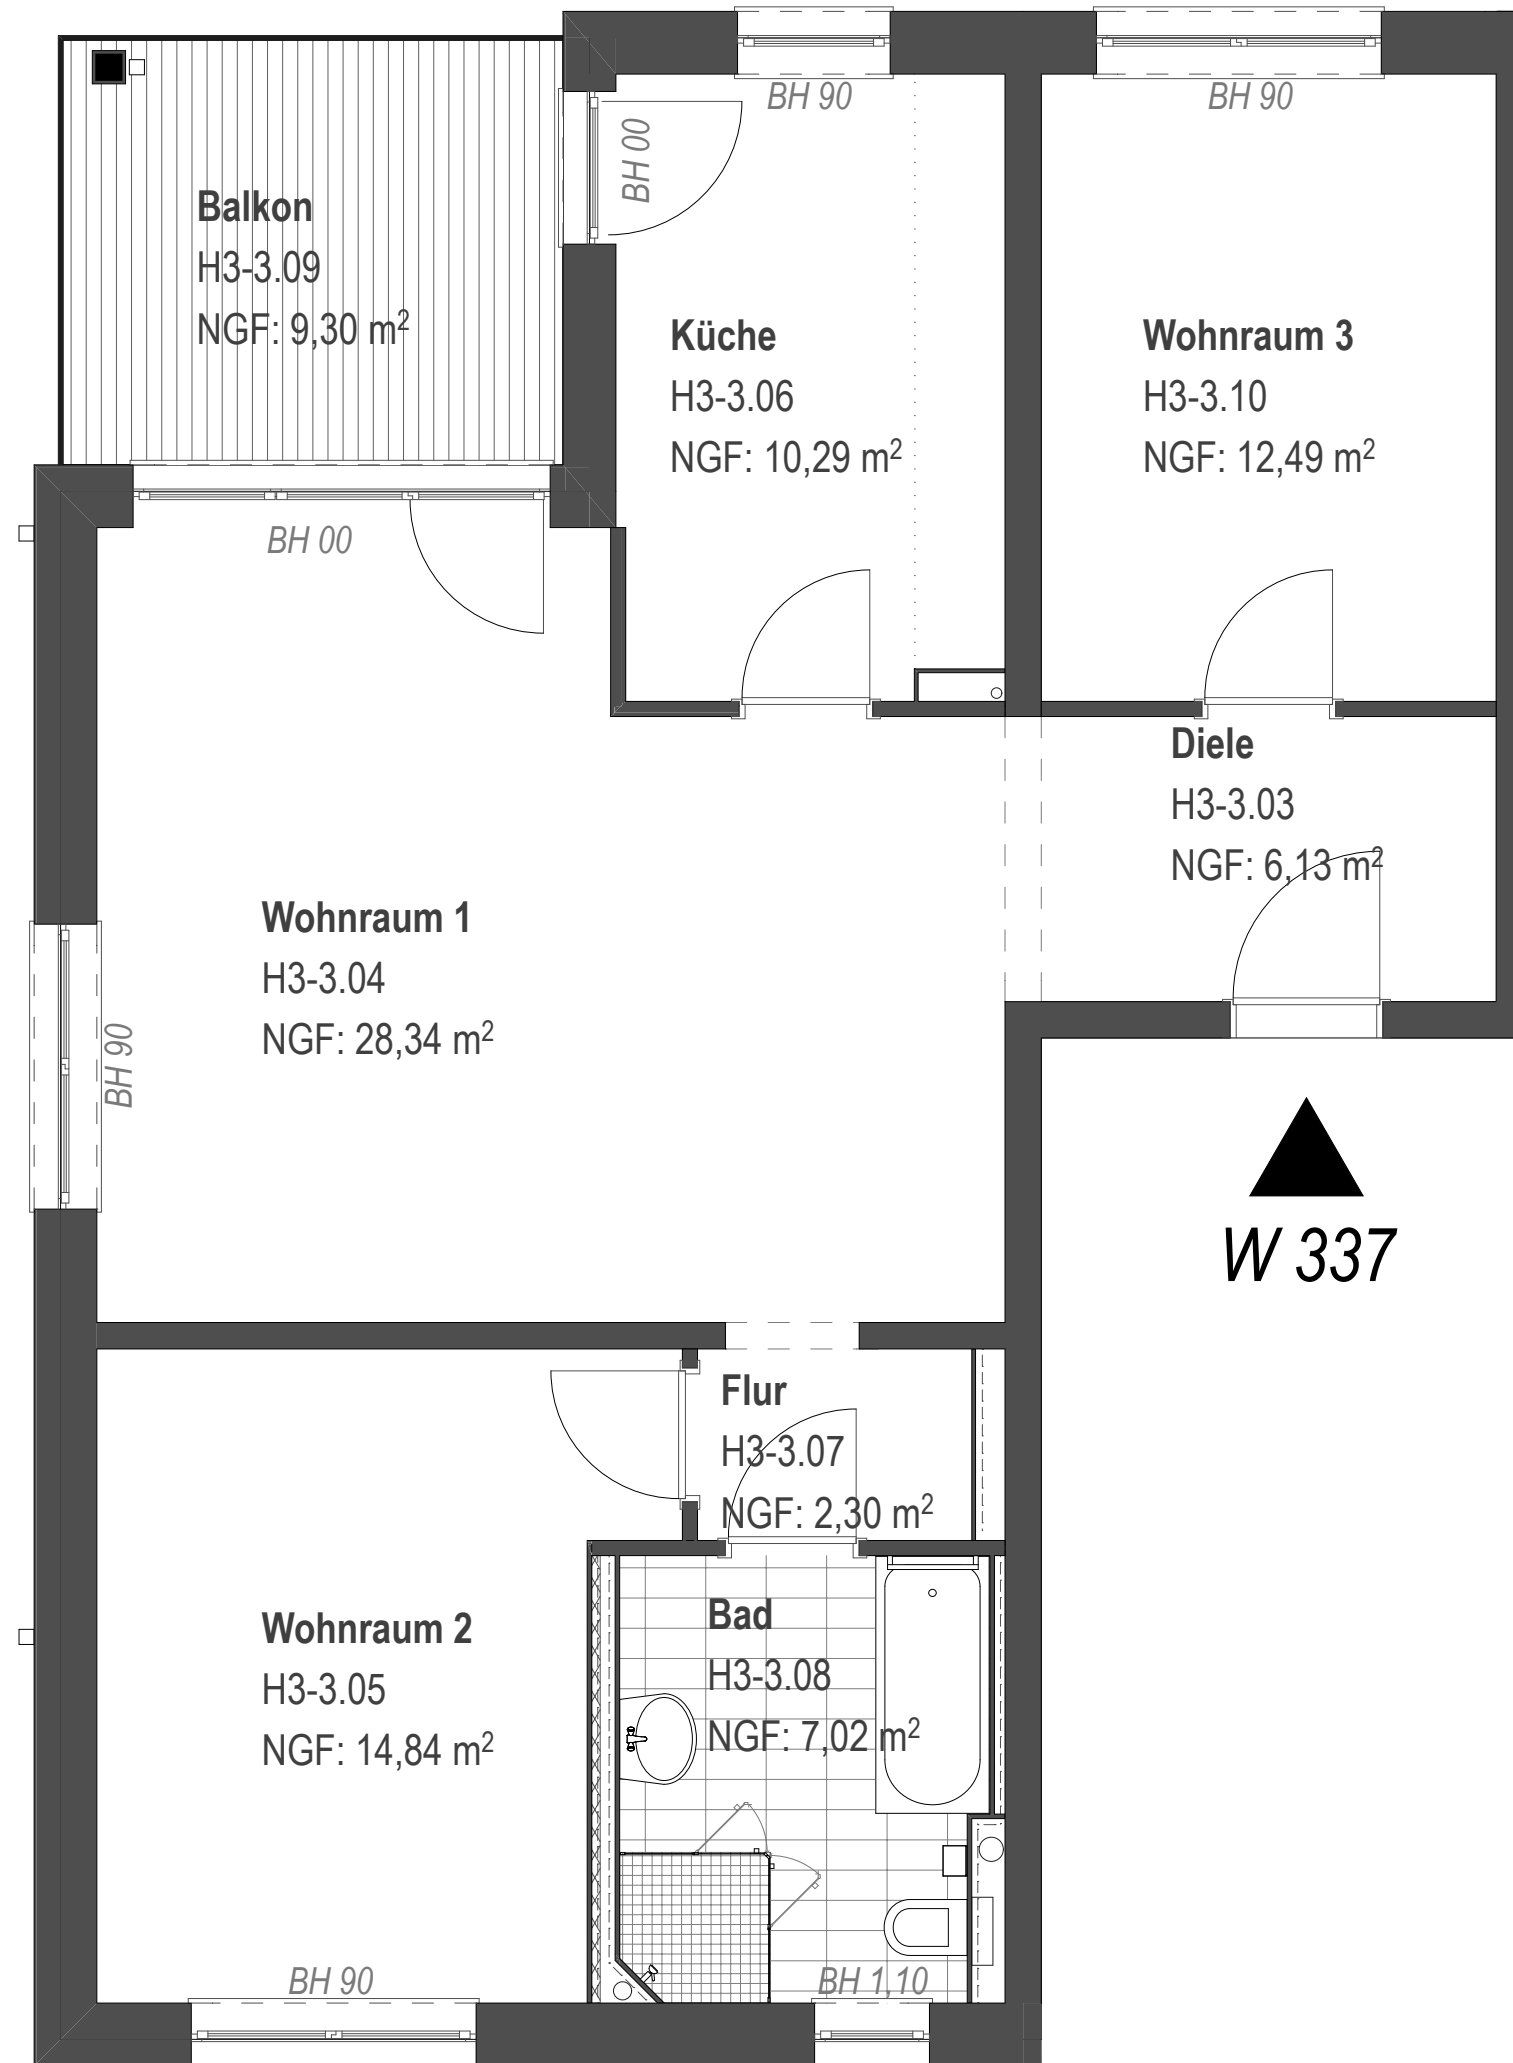 BH 90
BH 90
BH 00
Balkon
H3-3.09
NGF: 9,30 m²
Küche
H3-3.06
NGF: 10,29 m²
Wohnraum 3
H3-3.10
NGF: 12,49 m²
BH 00
Diele
H3-3.03
NGF: 6,13 m²
Wohnraum 1
H3-3.04
NGF: 28,34 m²
BH 90
W 337
Flur
H3-3.07
NGF: 2,30 m²
Wohnraum 2
H3-3.05
NGF: 14,84 m²
Bad
H3-3.08
NGF: 7,02 m²
BH 90
BH 1,10